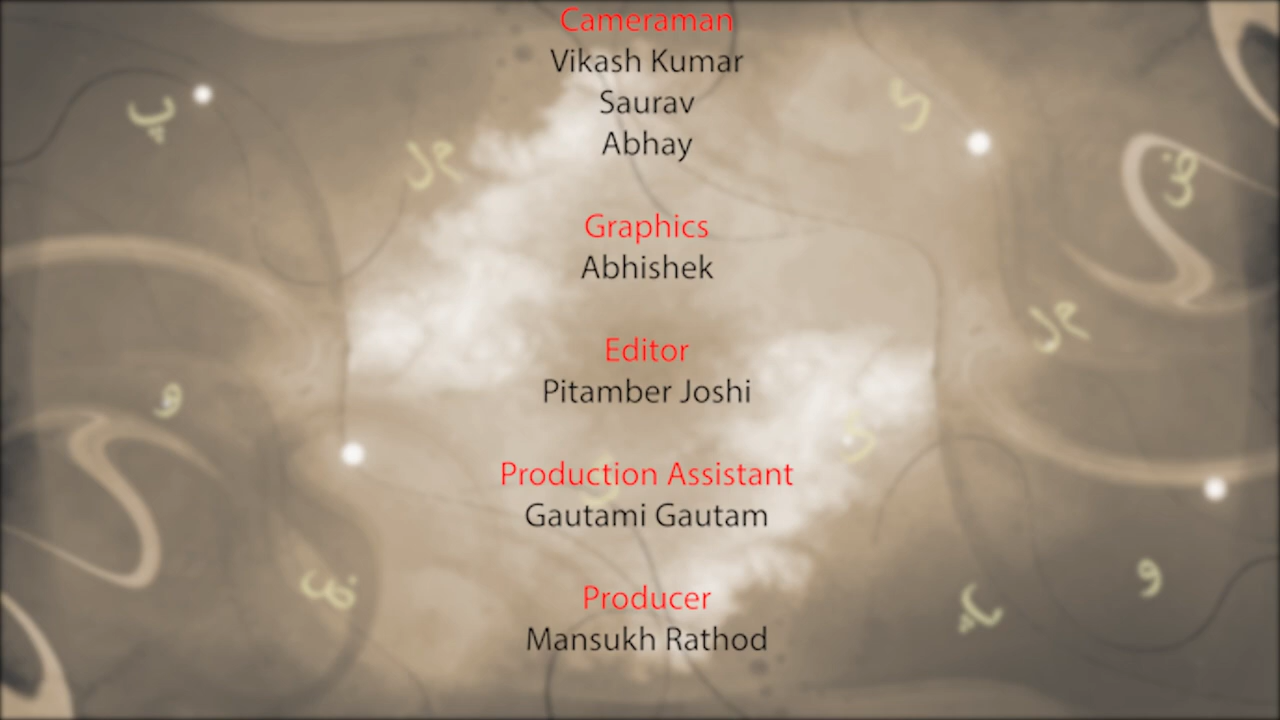 Cameraman
Vikash Kumar
Saurav
Abhay
Graphics
Abhishek
Editor
Pitamber Joshi
Production Assistant
Gautami Gautam
Producer
Mansukh Rathod